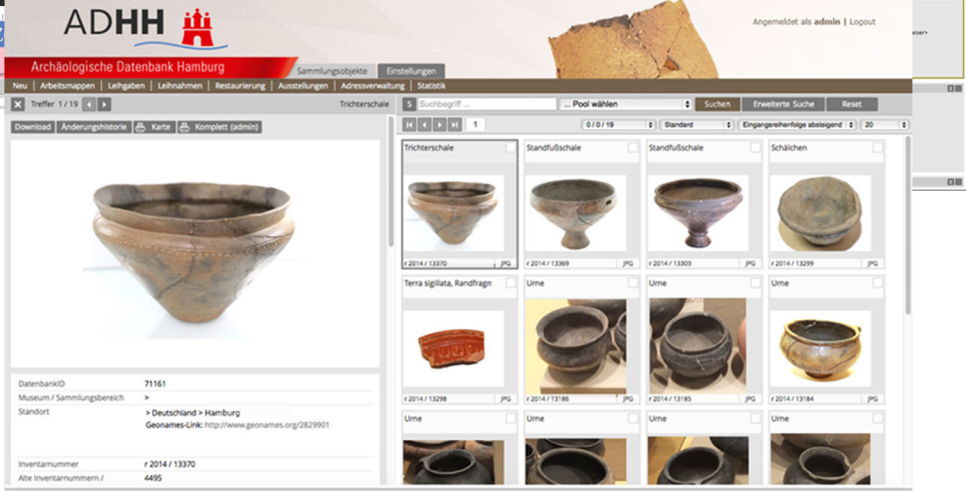 ADHH
Angemeldet als admin | Logout
Archäologische Datenbank Hamburg
Sammlungsobjekte
Einstellungen
Neu | Arbeitsmappen | Leihgaben | Leihnahmen | Restaurierung | Ausstellungen | Adressverwaltung | Statistik
Treffer 1 / 19
Trichterschale
S
Suchbegriff ...
... Pool wählen
Suchen
Erweiterte Suche
Reset
Download
Änderungshistorie
Karte
Komplett (admin)
1
0 / 0 / 19
Standard
Eingangsreihenfolge absteigend
20
Trichterschale
Standfußschale
Standfußschale
Schälchen
r 2014 / 13370
JPG
r 2014 / 13369
JPG
r 2014 / 13303
JPG
r 2014 / 13299
JPG
Terra sigillata, Randfragn
Urne
Urne
Urne
r 2014 / 13298
JPG
r 2014 / 13186
JPG
r 2014 / 13185
JPG
r 2014 / 13184
JPG
Urne
Urne
Urne
Urne
DatenbankID
71161
Museum / Sammlungsbereich
>
Standort
> Deutschland > Hamburg
Geonames-Link: http://www.geonames.org/2829901
Inventarnummer
r 2014 / 13370
Alte Inventarnummern /
4495